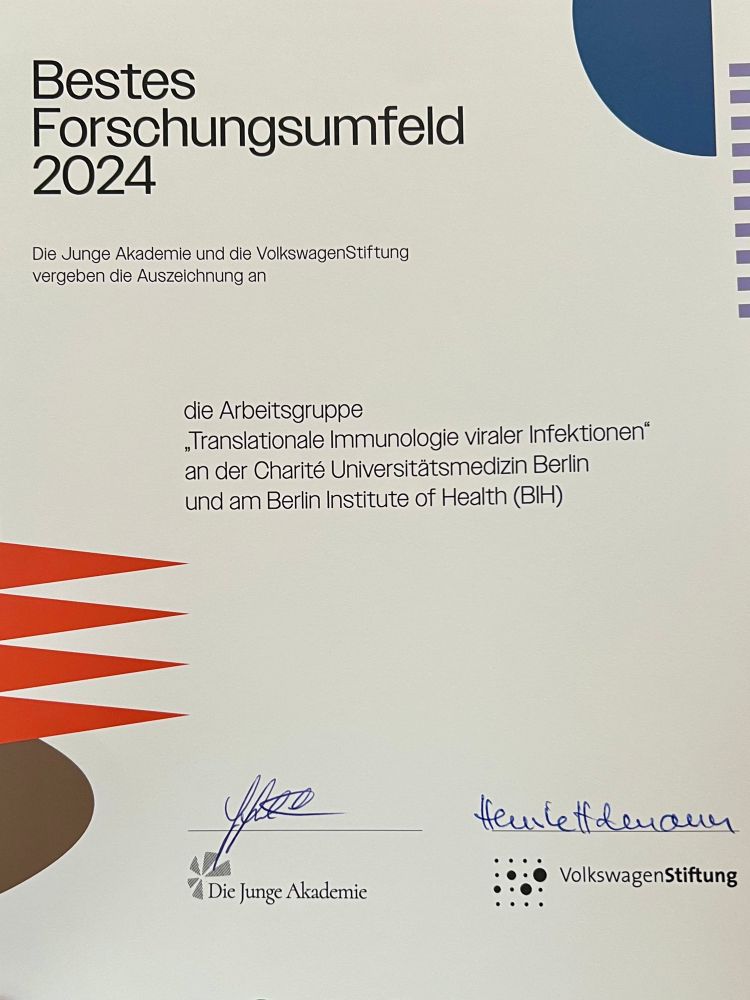 Bestes
Forschungsumfeld
2024
Die Junge Akademie und die VolkswagenStiftung
vergeben die Auszeichnung an
die Arbeitsgruppe
„Translationale Immunologie viraler Infektionen“
an der Charité Universitätsmedizin Berlin
und am Berlin Institute of Health (BIH)
Die Junge Akademie
VolkswagenStiftung